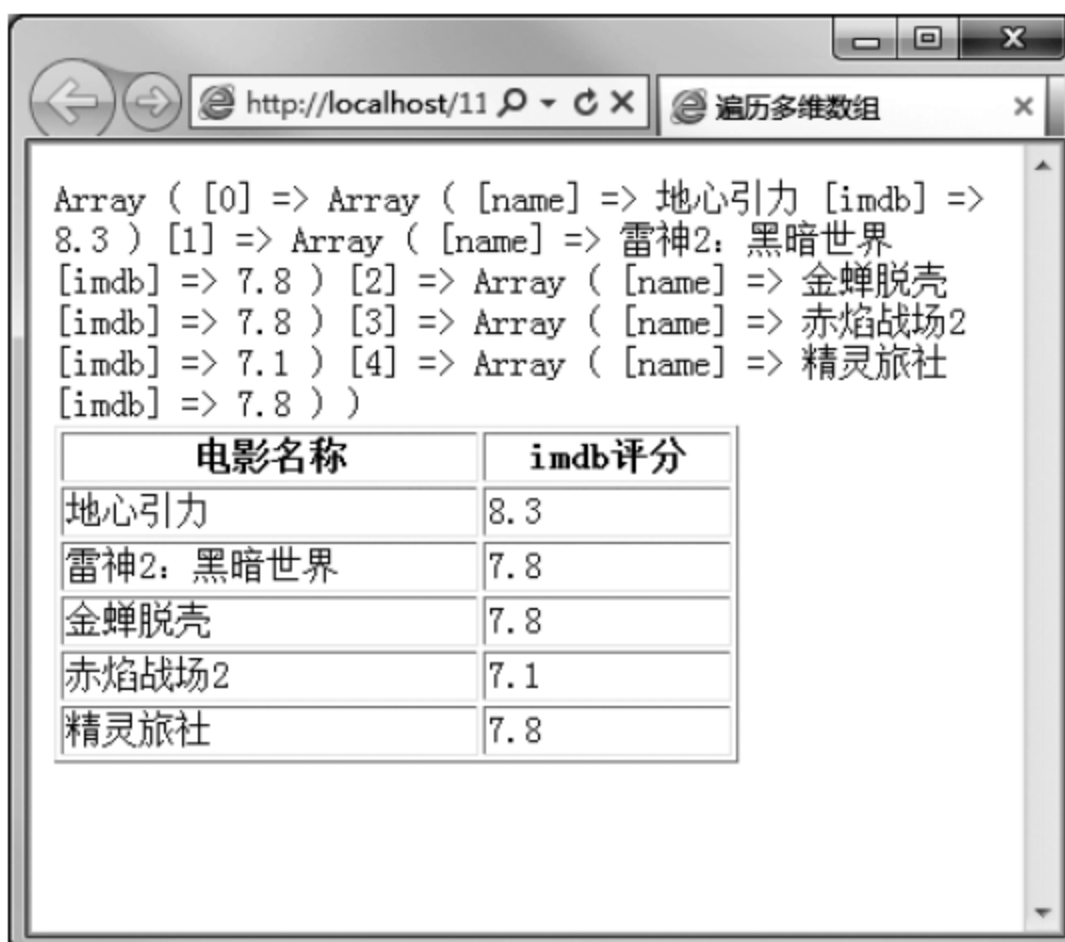 http://localhost/11
遍历多维数组
Array ( [0] => Array ( [name] => 地心引力 [imdb] =>
8.3 ) [1] => Array ( [name] => 雷神2：黑暗世界
[imdb] => 7.8 ) [2] => Array ( [name] => 金蝉脱壳
[imdb] => 7.8 ) [3] => Array ( [name] => 赤焰战场2
[imdb] => 7.1 ) [4] => Array ( [name] => 精灵旅社
[imdb] => 7.8 ) )
电影名称 imdb评分
地心引力 8.3
雷神2：黑暗世界 7.8
金蝉脱壳 7.8
赤焰战场2 7.1
精灵旅社 7.8